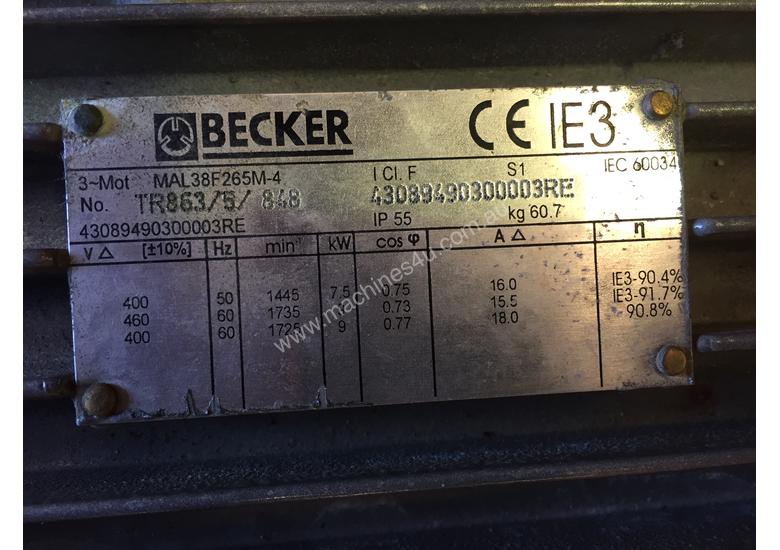 BECKER CE IE3
3~Mot MAL38F265M-4 I Cl. F S1 IEC 60034
No. TR863/5/ 848 43089490300003RE
43089490300003RE IP 55 kg 60.7
V △ [±10%] Hz min⁻¹ kW cos φ A △ η
400 50 1445 7.5 0.75 16.0 IE3-90.4%
460 60 1735 0.73 15.5 IE3-91.7%
400 60 1725 9 0.77 18.0 90.8%
www.machines4u.com.au